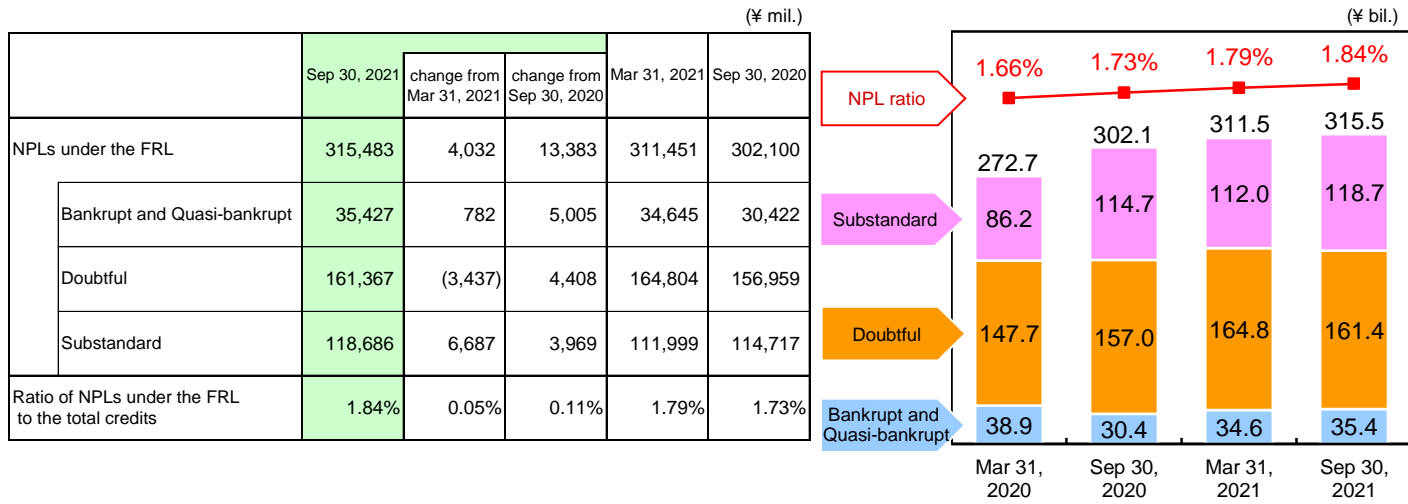 (¥ mil.)
Sep 30, 2021 change from Mar 31, 2021 change from Sep 30, 2020 Mar 31, 2021 Sep 30, 2020
NPLs under the FRL 315,483 4,032 13,383 311,451 302,100
Bankrupt and Quasi-bankrupt 35,427 782 5,005 34,645 30,422
Doubtful 161,367 (3,437) 4,408 164,804 156,959
Substandard 118,686 6,687 3,969 111,999 114,717
Ratio of NPLs under the FRL
to the total credits 1.84% 0.05% 0.11% 1.79% 1.73%
(¥ bil.)
NPL ratio 1.66% 1.73% 1.79% 1.84%
272.7 302.1 311.5 315.5
Substandard 86.2 114.7 112.0 118.7
Doubtful 147.7 157.0 164.8 161.4
Bankrupt and
Quasi-bankrupt 38.9 30.4 34.6 35.4
Mar 31, Sep 30, Mar 31, Sep 30,
2020 2020 2021 2021